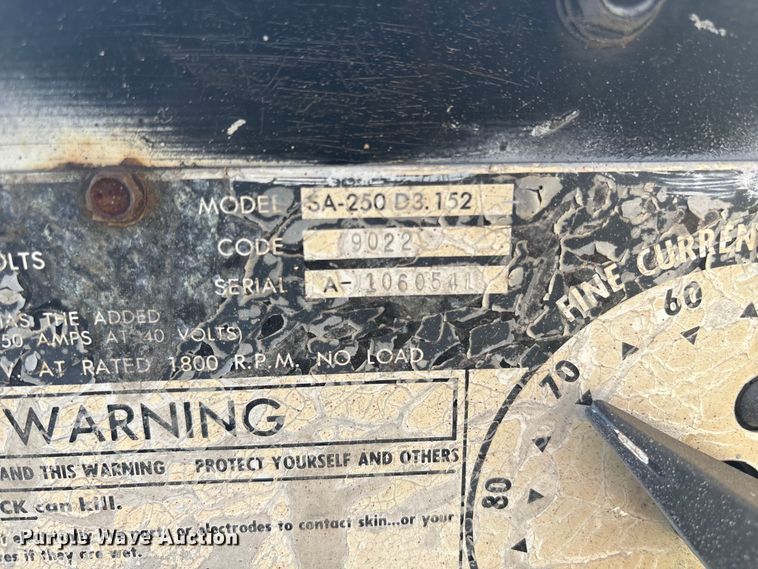 MODEL SA-250 D3.152
CODE 9022
SERIAL A-1060541
OLTS
HAS THE ADDED
50 AMPS AT 40 VOLTS)
V. AT RATED 1800 R.P.M. NO LOAD
FINE CURREN
60
70
80
WARNING
AND THIS WARNING PROTECT YOURSELF AND OTHERS
CK can kill.
or electrodes to contact skin...or your
es if they are wet.
Purple Wave Auction